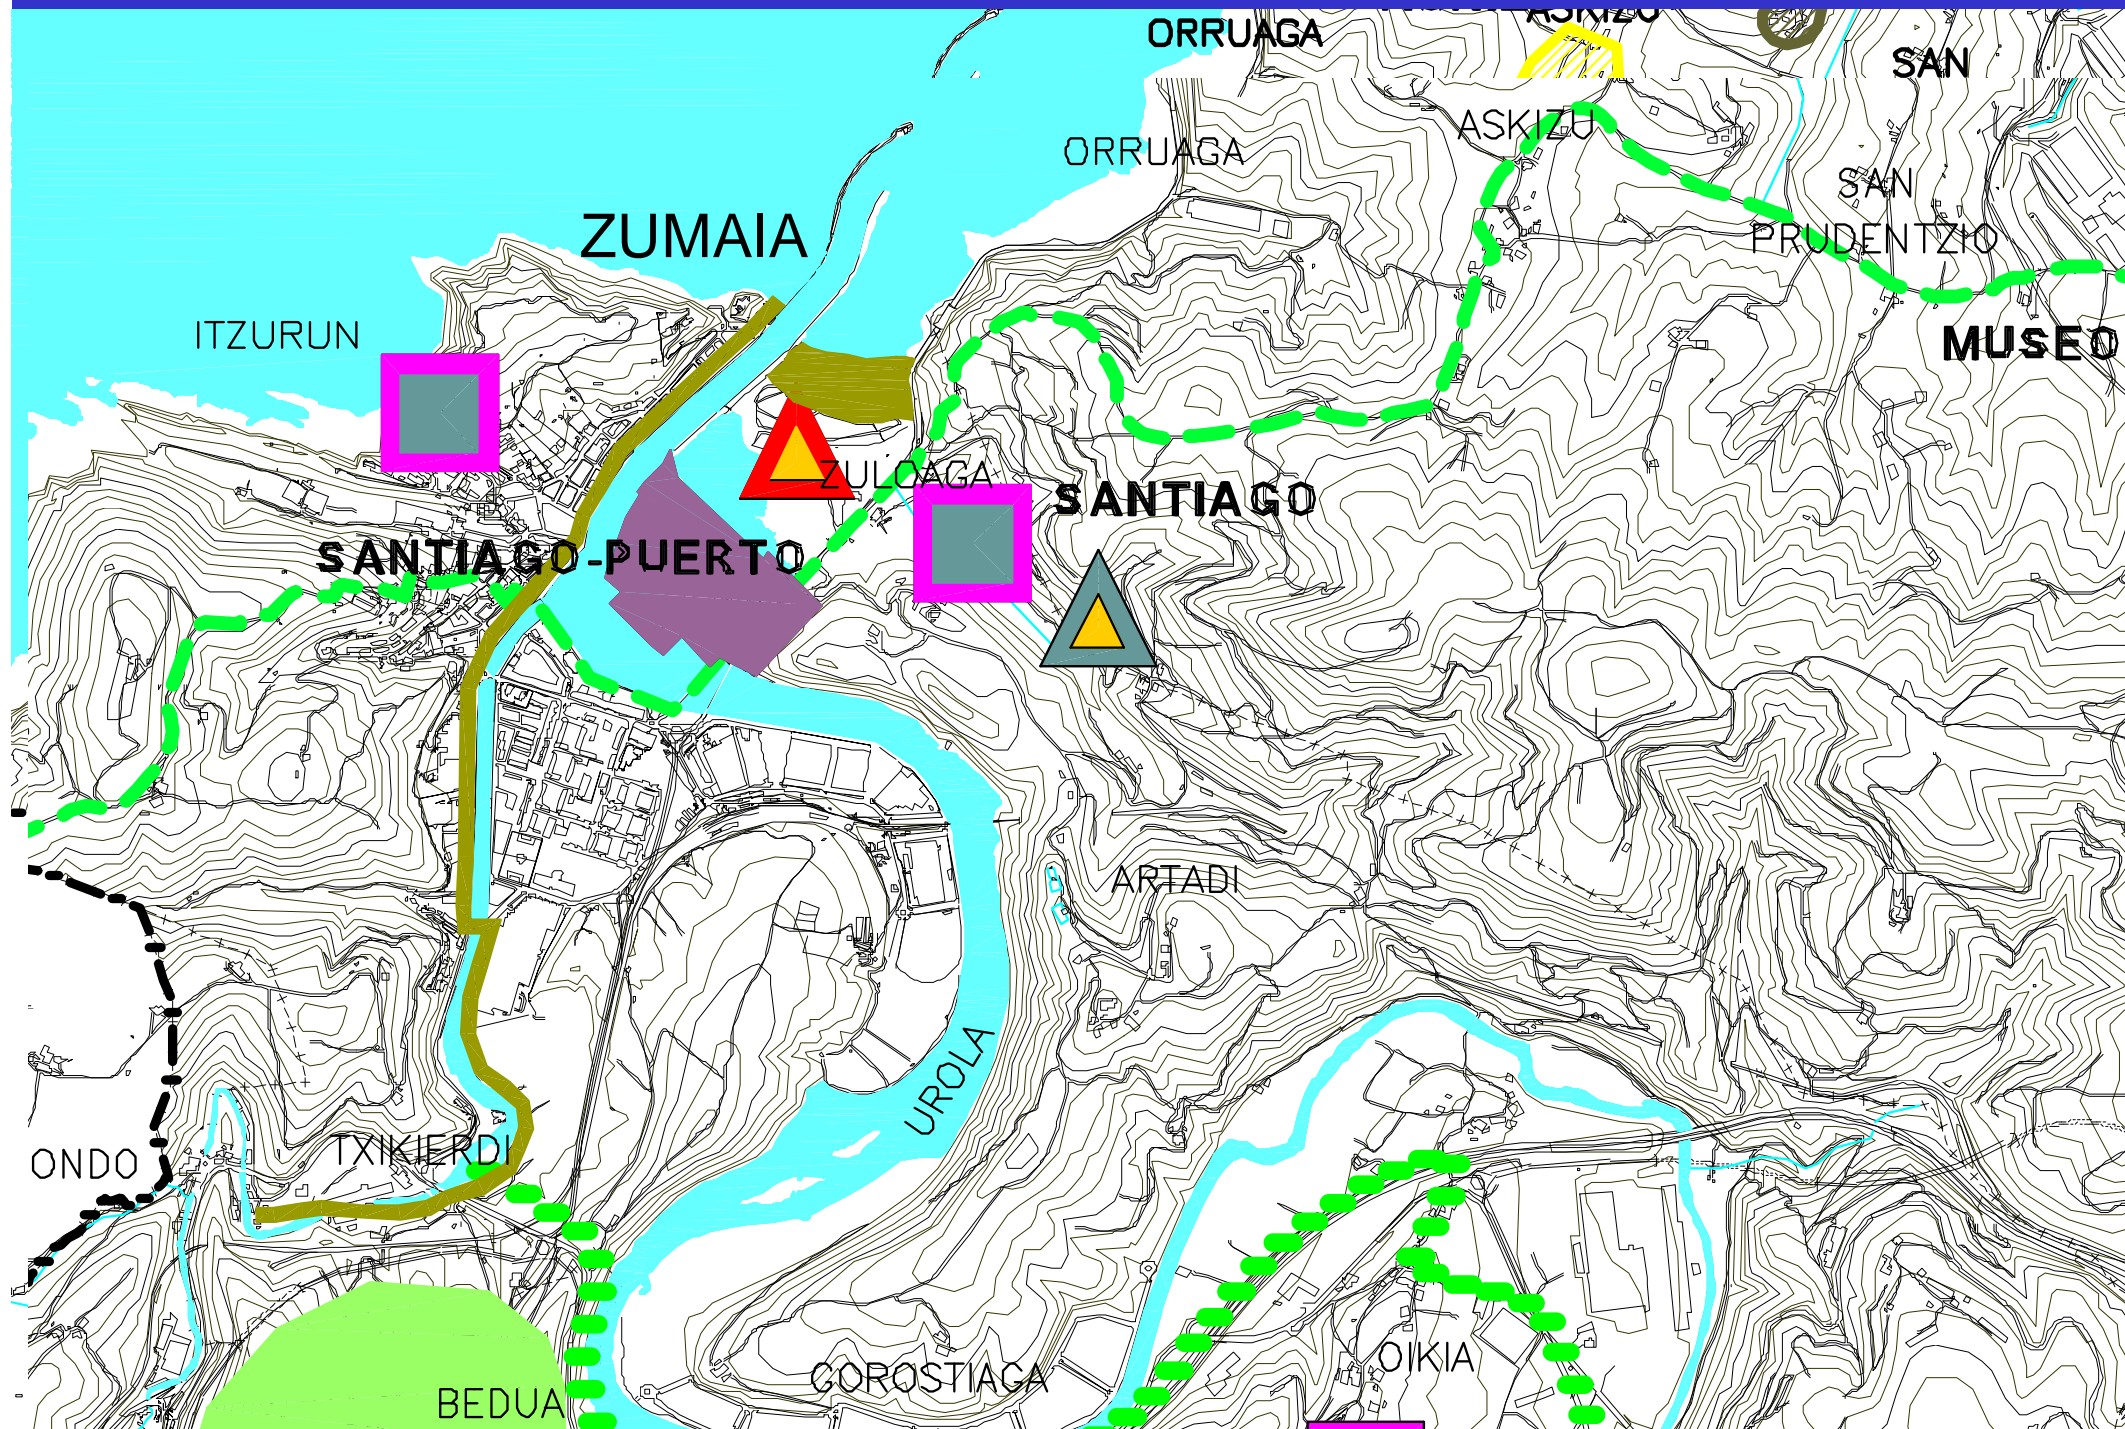 ASKIZU
ORRUAGA
SAN
ASKIZU
ORRUAGA
SAN
ZUMAIA
PRUDENTZIO
ITZURUN
MUSEO
ZULOAGA
SANTIAGO
SANTIAGO-PUERTO
ARTADI
UROLA
TXIKIERDI
ONDO
OIKIA
GOROSTIAGA
BEDUA